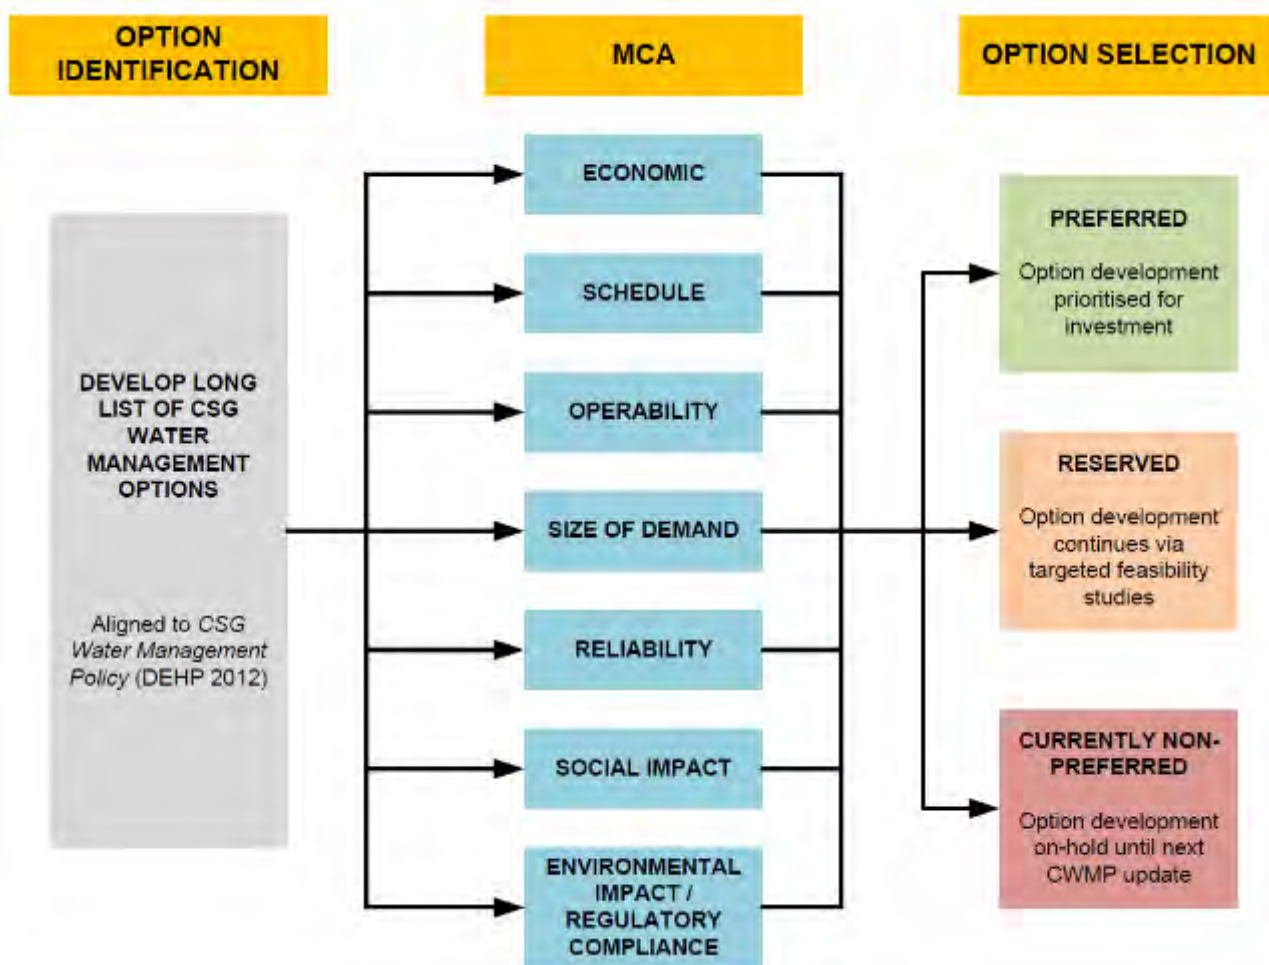 OPTION
IDENTIFICATION
MCA
OPTION SELECTION
DEVELOP LONG
LIST OF CSG
WATER
MANAGEMENT
OPTIONS
Aligned to CSG
Water Management
Policy (DEHP 2012)
ECONOMIC
SCHEDULE
OPERABILITY
SIZE OF DEMAND
RELIABILITY
SOCIAL IMPACT
ENVIRONMENTAL
IMPACT /
REGULATORY
COMPLIANCE
PREFERRED
Option development
prioritised for
investment
RESERVED
Option development
continues via
targeted feasibility
studies
CURRENTLY NON-
PREFERRED
Option development
on-hold until next
CWMP update